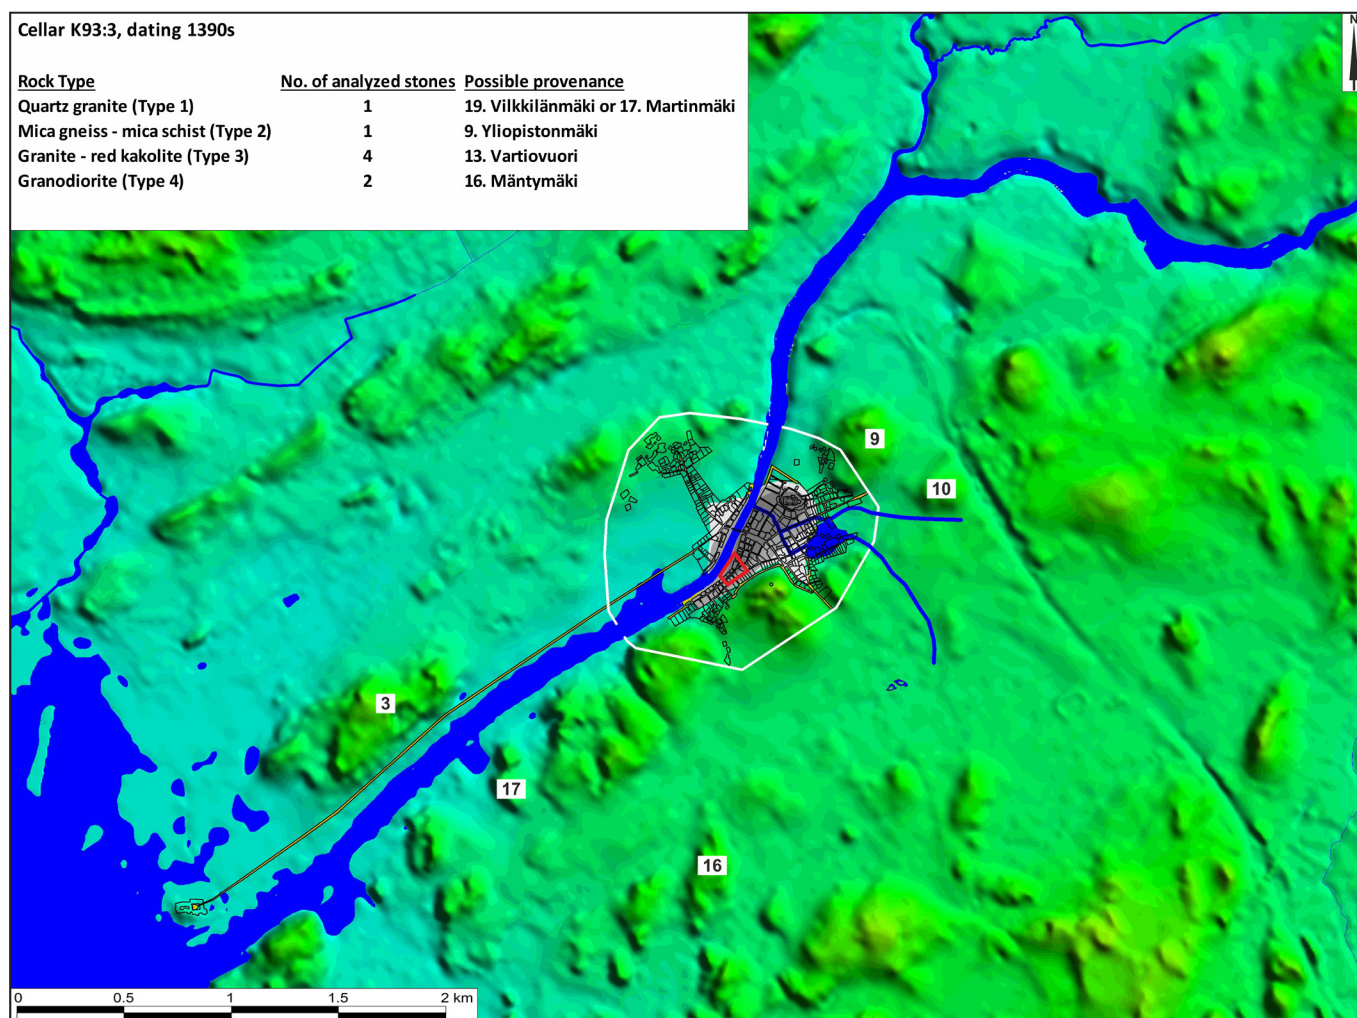 Cellar K93:3, dating 1390s
Rock Type No. of analyzed stones Possible provenance
Quartz granite (Type 1) 1 19. Vilkkilänmäki or 17. Martinmäki
Mica gneiss - mica schist (Type 2) 1 9. Yliopistonmäki
Granite - red kakolite (Type 3) 4 13. Vartiovuori
Granodiorite (Type 4) 2 16. Mäntymäki
N
9
10
3
17
16
0 0.5 1 1.5 2 km